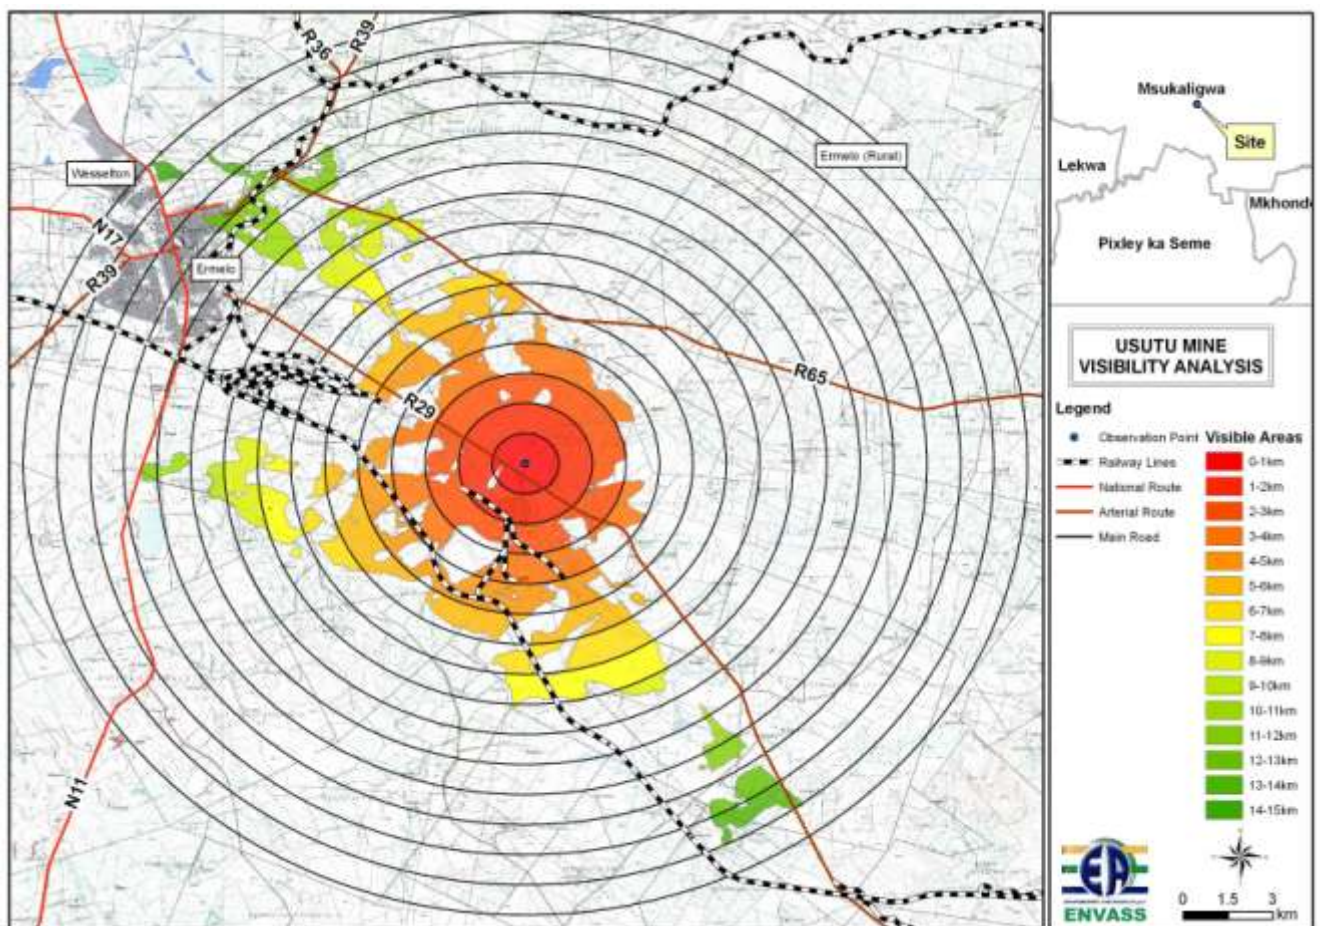 R36
R39
Wesselton
Ermelo (Rural)
N17
R39
Ermelo
R65
R29
N11
Msukaligwa
Site
Lekwa
Mkhond
Pixley ka Seme
USUTU MINE
VISIBILITY ANALYSIS
Legend
Observation Point
Railway Lines
National Route
Arterial Route
Main Road
Visible Areas
0-1km
1-2km
2-3km
3-4km
4-5km
5-6km
6-7km
7-8km
8-9km
9-10km
10-11km
11-12km
12-13km
13-14km
14-15km
EA
ENVASS
0 1.5 3
km